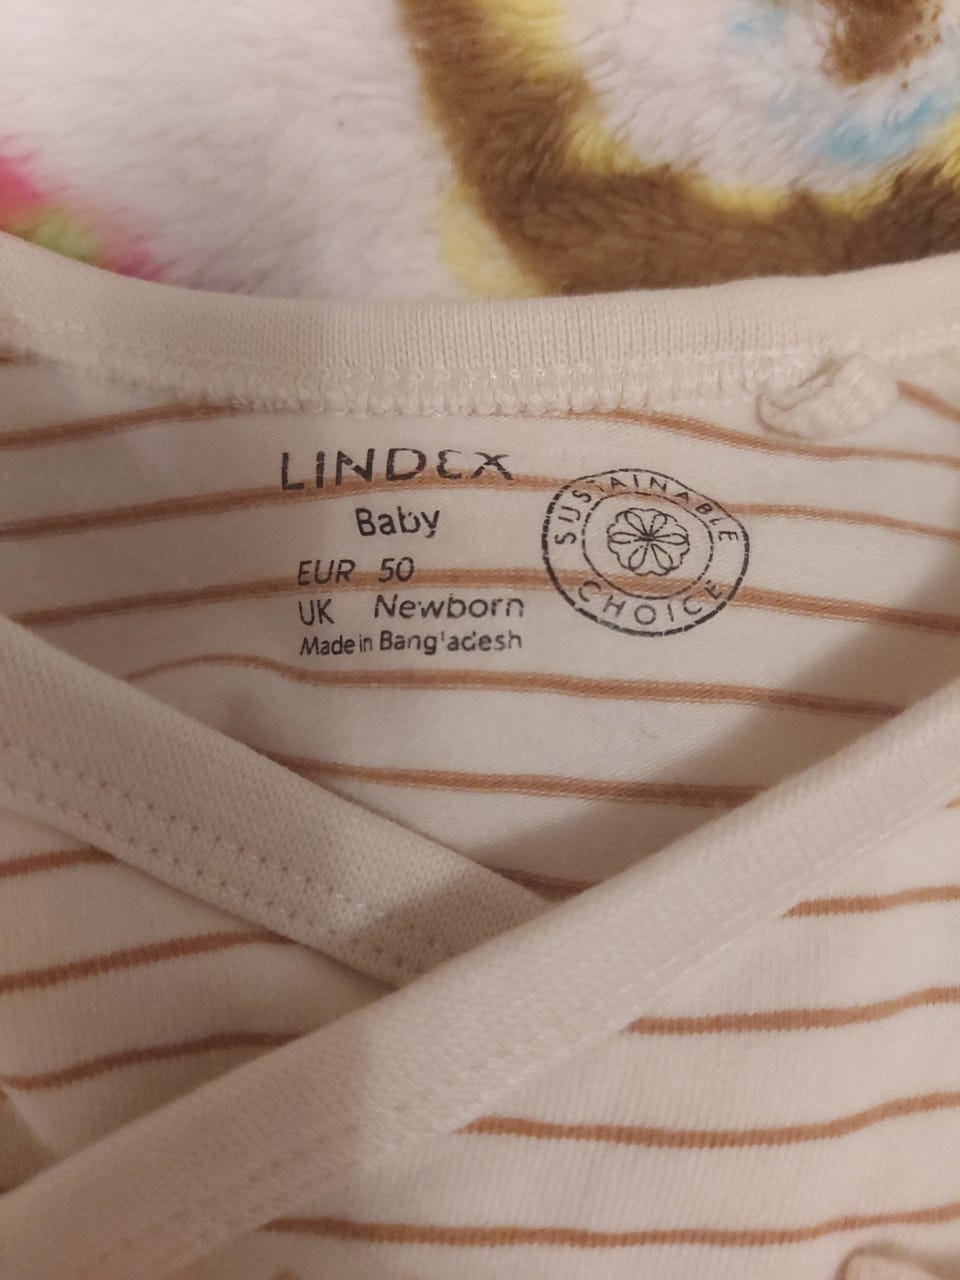 LINDEX
Baby
EUR 50
UK Newborn
Made in Bangladesh
SUSTAINABLE
CHOICE